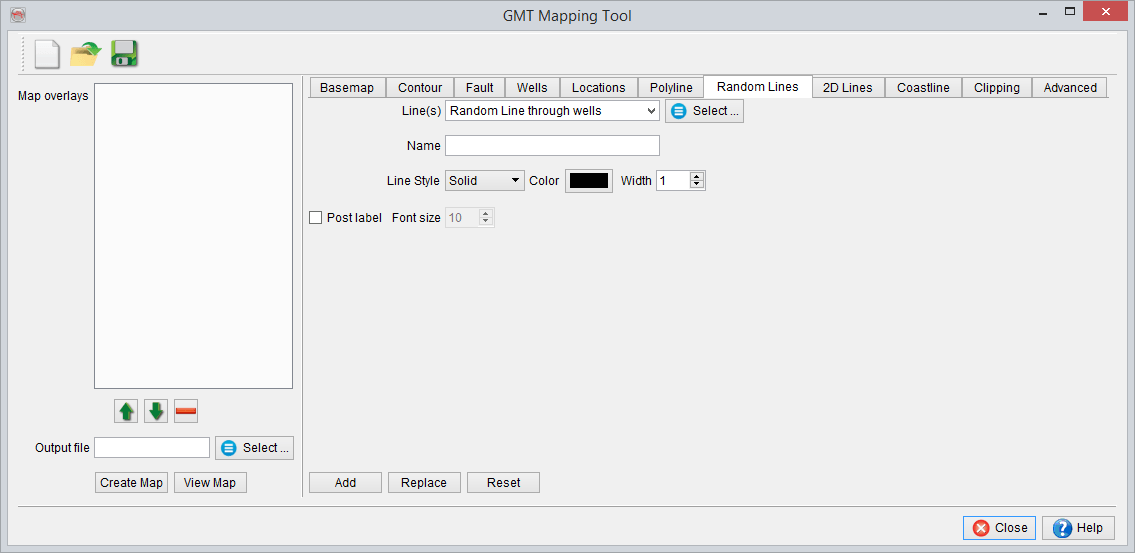 GMT Mapping Tool
Map overlays
Basemap Contour Fault Wells Locations Polyline Random Lines 2D Lines Coastline Clipping Advanced
Line(s) Random Line through wells Select ...
Name
Line Style Solid Color Width 1
Post label Font size 10
Output file Select ...
Create Map View Map Add Replace Reset
Close Help